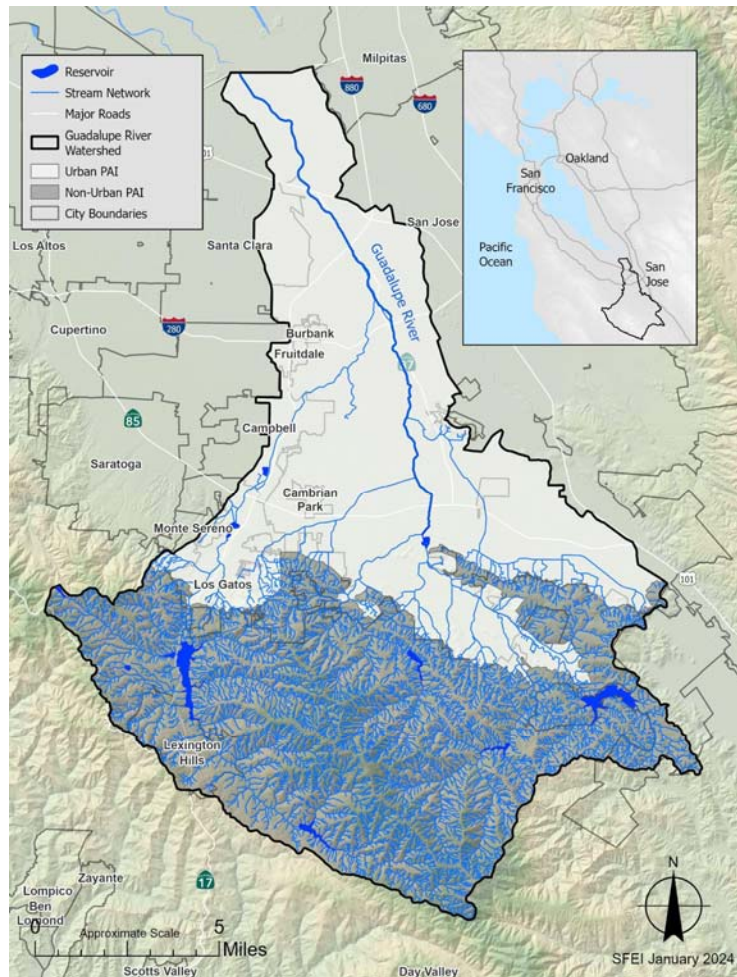 Milpitas
880
680
Reservoir
Stream Network
Major Roads
Guadalupe River
Watershed
Urban PAI
Non-Urban PAI
City Boundaries
101
Los Altos
Santa Clara
San Jose
Guadalupe River
Oakland
San
Francisco
Pacific
Ocean
San
Jose
280
Cupertino
Burbank
Fruitdale
85
Campbell
Saratoga
Cambrian
Park
Monte Sereno
Los Gatos
101
Lexington
Hills
17
Zayante
Lompico
Ben
Lomond
Approximate Scale
0
5
Miles
Scotts Valley
Day Valley
N
SFEI January 2024